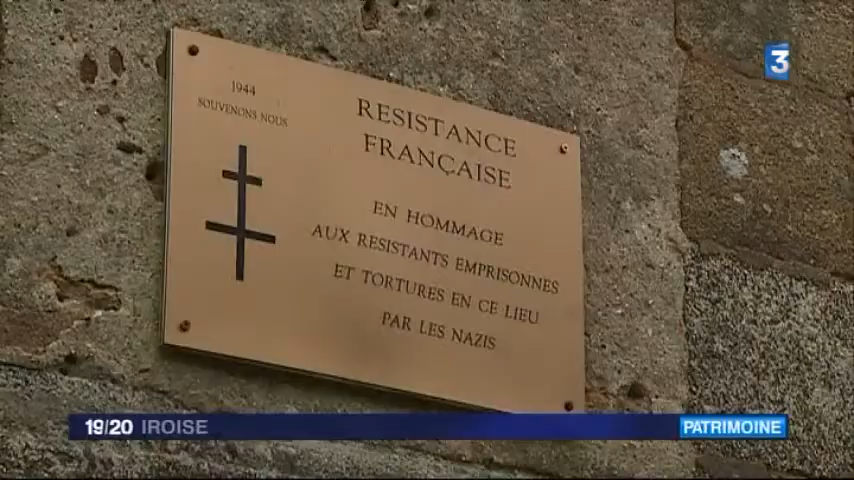 3
1944
SOUVENONS NOUS
RESISTANCE
FRANÇAISE
EN HOMMAGE
AUX RESISTANTS EMPRISONNES
ET TORTURES EN CE LIEU
PAR LES NAZIS
19/20 IROISE
PATRIMOINE